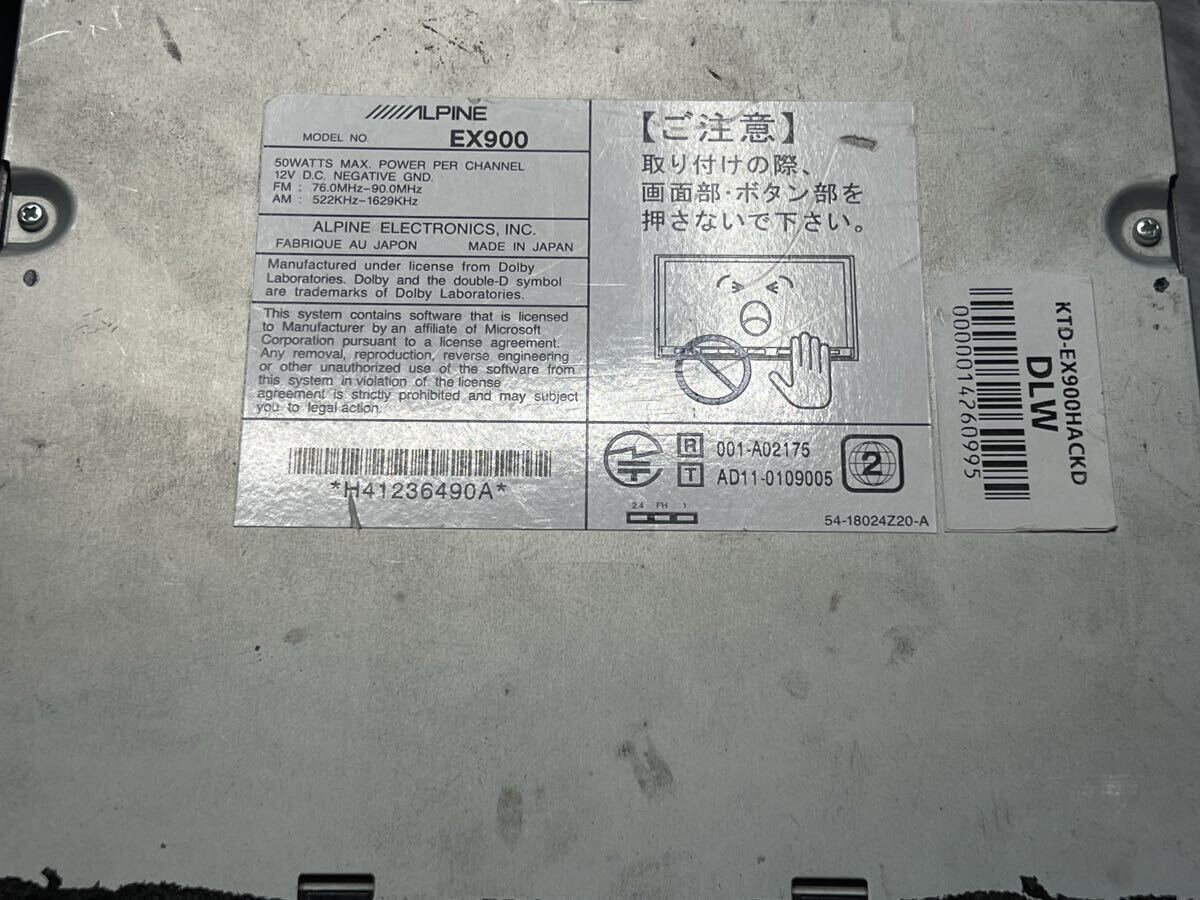 ALPINE
MODEL NO. EX900
50WATTS MAX. POWER PER CHANNEL
12V D.C. NEGATIVE GND.
FM : 76.0MHz-90.0MHz
AM : 522KHz-1629KHz
ALPINE ELECTRONICS, INC.
FABRIQUE AU JAPON MADE IN JAPAN
Manufactured under license from Dolby
Laboratories. Dolby and the double-D symbol
are trademarks of Dolby Laboratories.
This system contains software that is licensed
to Manufacturer by an affiliate of Microsoft
Corporation pursuant to a license agreement.
Any removal, reproduction, reverse engineering
or other unauthorized use of the software from
this system in violation of the license
agreement is strictly prohibited and may subject
you to legal action.
*H41236490A*
【ご注意】
取り付けの際、
画面部・ボタン部を
押さないで下さい。
R 001-A02175
T AD11-0109005
2
2.4 FH 1
54-18024Z20-A
KTD-EX900HACKD
DLW
0000014260995